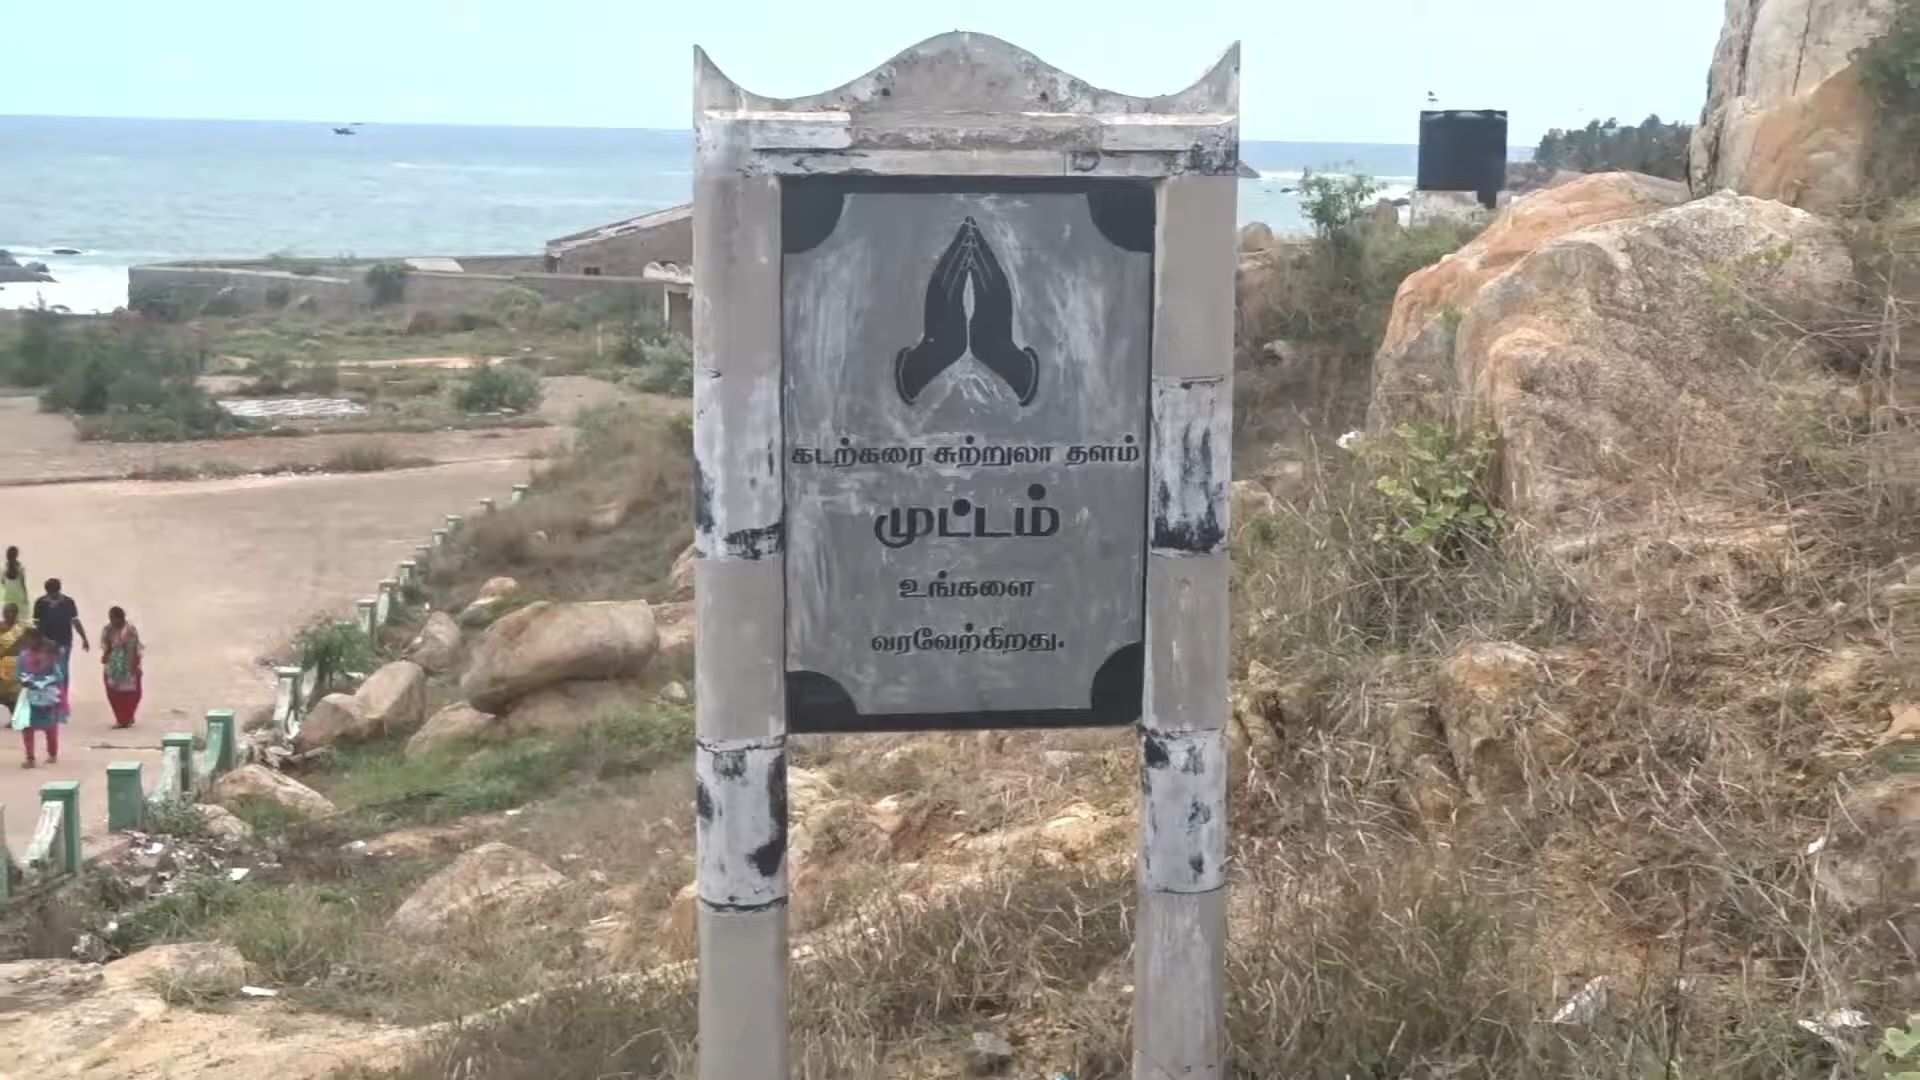 கடற்கரை சுற்றுலா தளம்
முட்டம்
உங்களை
வரவேற்கிறது.